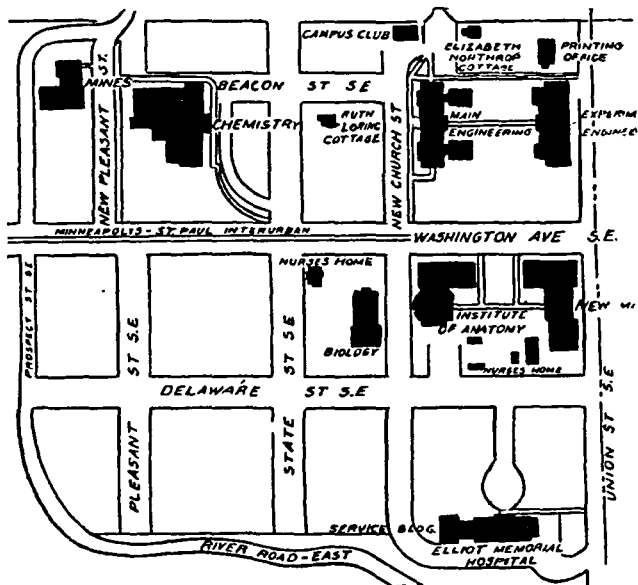 CAMPUS CLUB
ELIZABETH
NORTHROP
COTTAGE
PRINTING
OFFICE
NEW PLEASANT ST.
MINES
BEACON ST SE
CHEMISTRY
RUTH
LORING
COTTAGE
NEW CHURCH ST
MAIN
ENGINEERING
EXPERIM
ENGINEE
MINNEAPOLIS-ST. PAUL INTERURBAN
WASHINGTON AVE S.E.
PROSPECT ST SE
NURSES HOME
BIOLOGY
INSTITUTE
OF ANATOMY
NEW
NURSES HOME
DELAWARE ST S.E
PLEASANT ST S.E
STATE ST S.E
UNION ST S.E
SERVICE BLDG.
ELLIOT MEMORIAL
HOSPITAL
RIVER ROAD-EAST